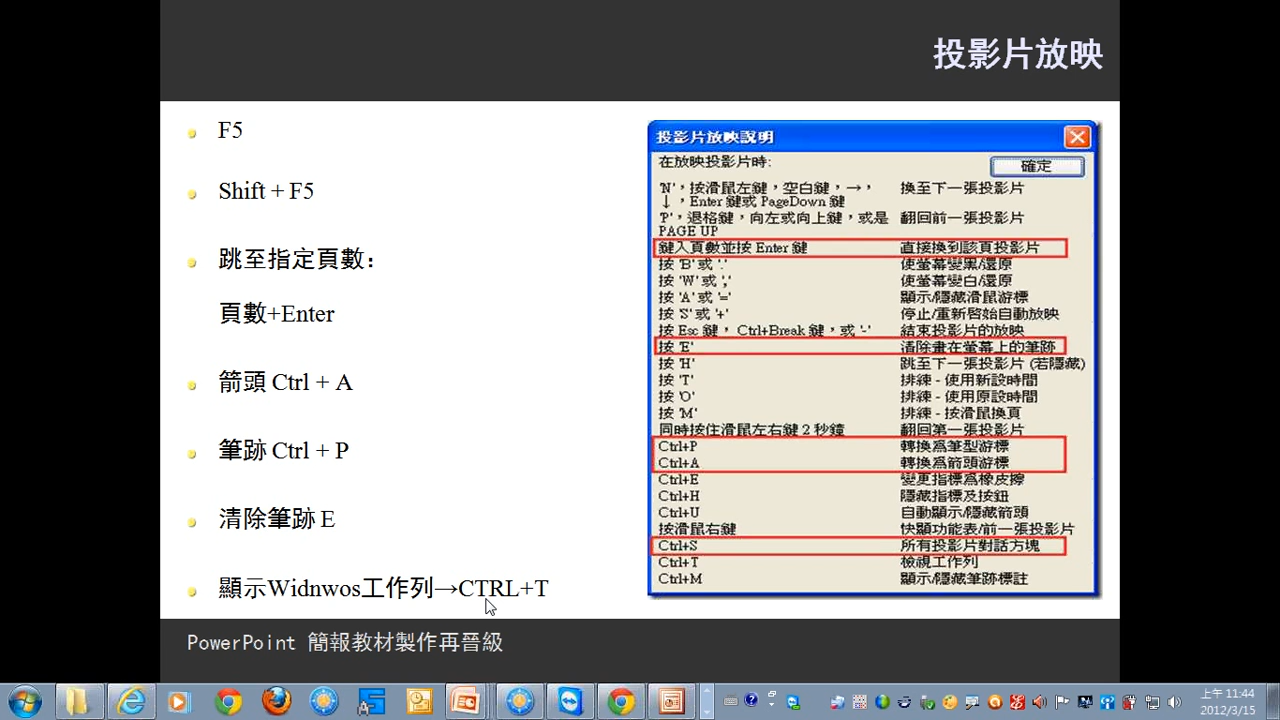 投影片放映
F5
Shift + F5
跳至指定頁數：
頁數+Enter
箭頭 Ctrl + A
筆跡 Ctrl + P
清除筆跡 E
顯示Widnwos工作列→CTRL+T
投影片放映說明
在放映投影片時:
確定
'N'，按滑鼠左鍵，空白鍵，→， 換至下一張投影片
↓，Enter 鍵或 PageDown 鍵
'P'，退格鍵，向左或向上鍵，或是 翻回前一張投影片
PAGE UP
鍵入頁數並按 Enter 鍵 直接換到該頁投影片
按 'B' 或 '.' 使螢幕變黑/還原
按 'W' 或 ',' 使螢幕變白/還原
按 'A' 或 '=' 顯示/隱藏滑鼠游標
按 'S' 或 '+' 停止/重新啓始自動放映
按 Esc 鍵， Ctrl+Break 鍵，或 '-' 結束投影片的放映
按 'E' 清除畫在螢幕上的筆跡
按 'H' 跳至下一張投影片 (若隱藏)
按 'T' 排練 - 使用新設時間
按 'O' 排練 - 使用原設時間
按 'M' 排練 - 按滑鼠換頁
同時按住滑鼠左右鍵 2 秒鐘 翻回第一張投影片
Ctrl+P 轉換爲筆型游標
Ctrl+A 轉換爲箭頭游標
Ctrl+E 變更指標爲橡皮擦
Ctrl+H 隱藏指標及按鈕
Ctrl+U 自動顯示/隱藏箭頭
按滑鼠右鍵 快顯功能表/前一張投影片
Ctrl+S 所有投影片對話方塊
Ctrl+T 檢視工作列
Ctrl+M 顯示/隱藏筆跡標註
PowerPoint 簡報教材製作再晉級
上午 11:44
2012/3/15